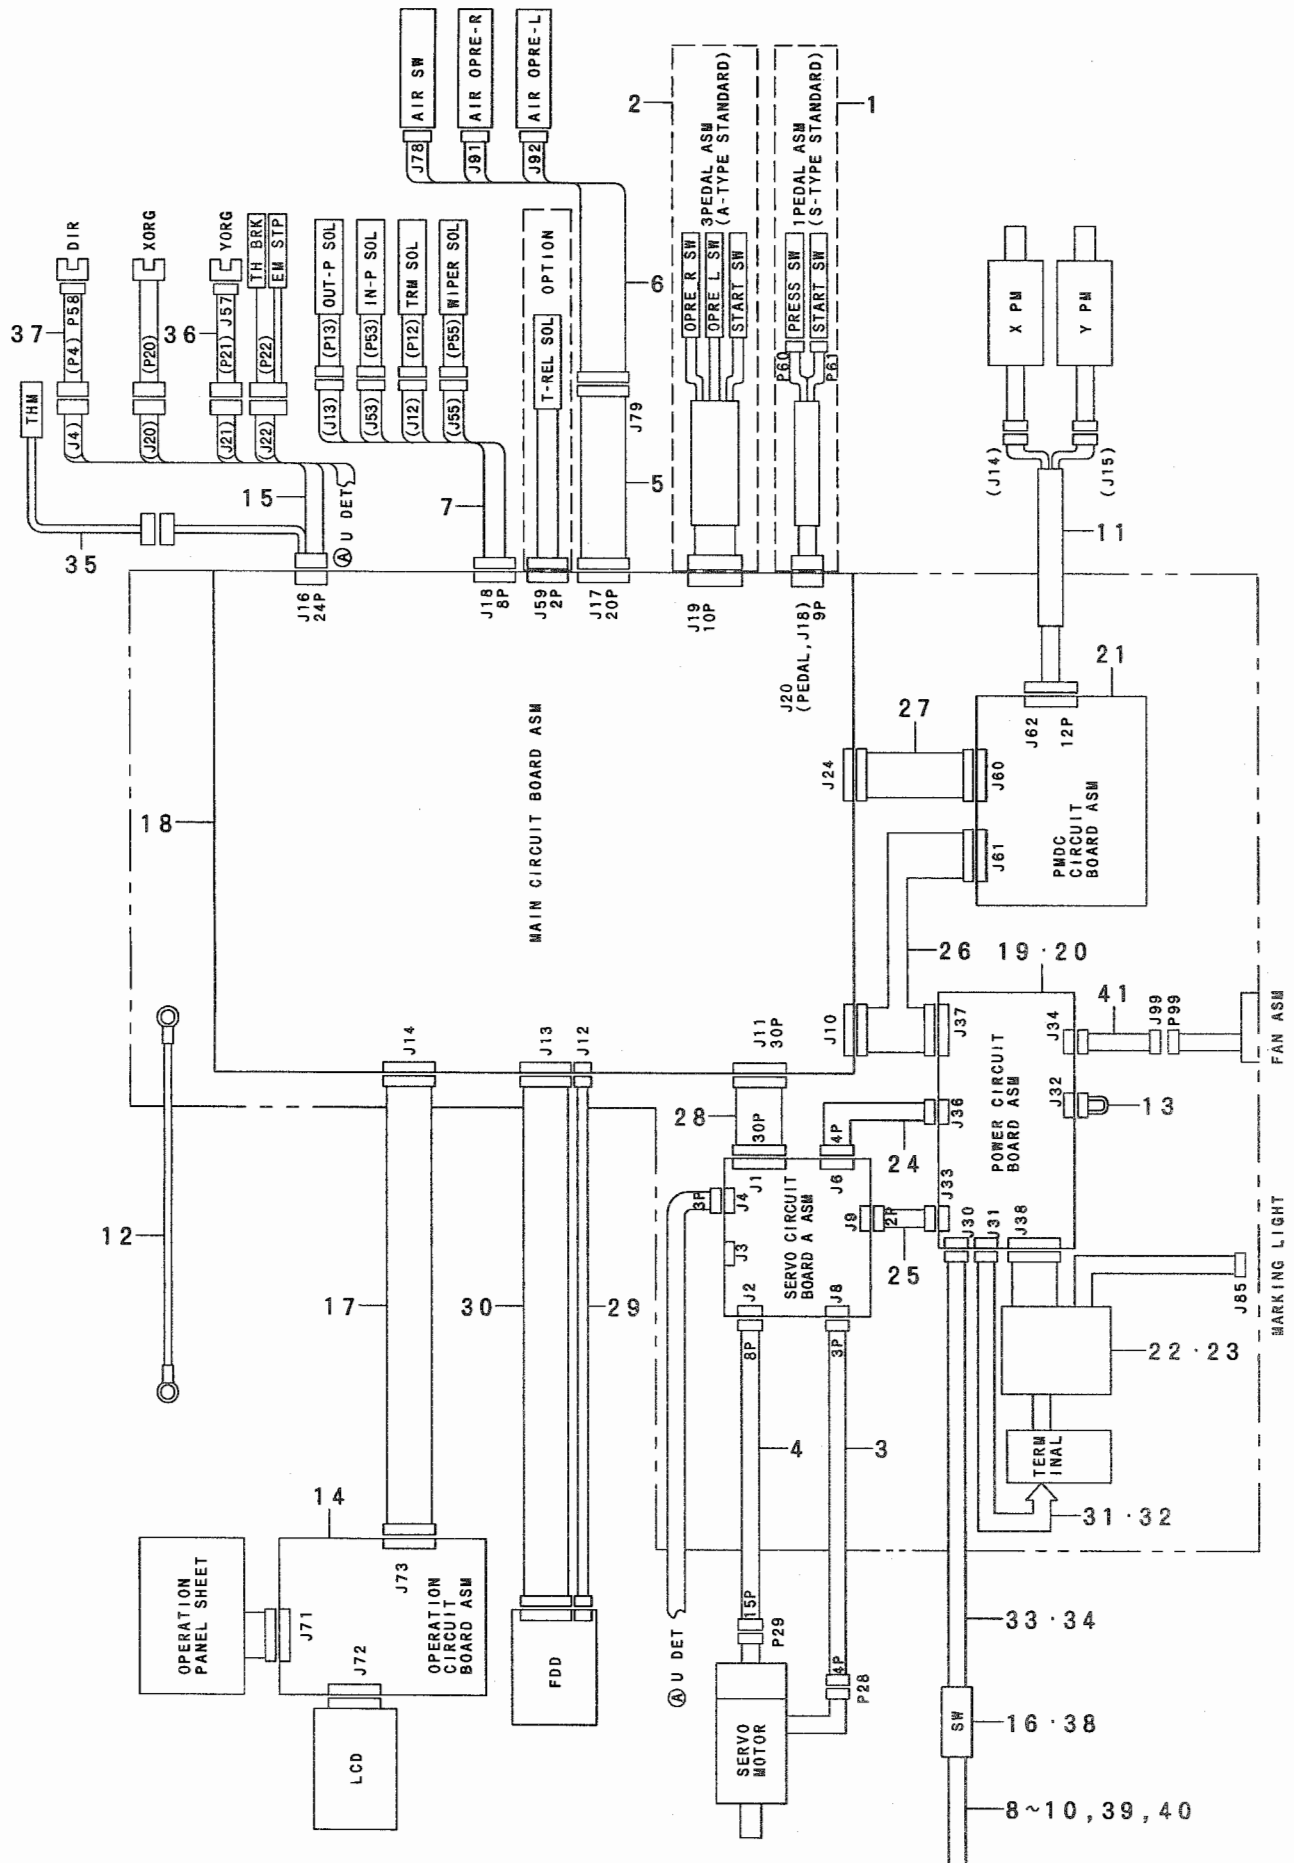 AIR SW
AIR OPRE-R
AIR OPRE-L
J78
J91
J92
2
3PEDAL ASM
(A-TYPE STANDARD)
1PEDAL ASM
(S-TYPE STANDARD)
1
37
DIR
(P4) P58
(J4)
THM
XORG
(P20)
(J20)
36
YORG
(P21) J57
(J21)
TH BRK
EM STP
(P22)
(J22)
OUT-P SOL
(P13)
(J13)
IN-P SOL
(P53)
(J53)
TRM SOL
(P12)
(J12)
WIPER SOL
(P55)
(J55)
OPTION
T-REL SOL
6
J79
5
OPRE R SW
OPRE L SW
START SW
PRESS SW
START SW
P60
P61
X PM
Y PM
(J14)
(J15)
11
15
35
Ⓐ U DET
7
J16
24P
J18
8P
J59
2P
J17
20P
J19
10P
J20
(PEDAL,J18)
9P
18
MAIN CIRCUIT BOARD ASM
27
J24
J60
J61
J62
12P
21
PMDC
CIRCUIT
BOARD ASM
26
19·20
J10
J37
41
J34
J99
P99
FAN ASM
J14
J13
J12
J11
30P
28
30P
4P
J36
24
J32
13
POWER CIRCUIT
BOARD ASM
J33
J30
J31
J38
12
17
30
29
3P
J4
J1
J6
J3
J9
2P
25
J2
J8
SERVO CIRCUIT
BOARD A ASM
8P
3P
4
3
22·23
J85
MARKING LIGHT
TERM
INAL
31·32
14
OPERATION
PANEL SHEET
J71
J73
J72
OPERATION
CIRCUIT
BOARD ASM
LCD
FDD
Ⓐ U DET
15P
P29
4P
P28
SERVO
MOTOR
33·34
SW
16·38
8~10,39,40